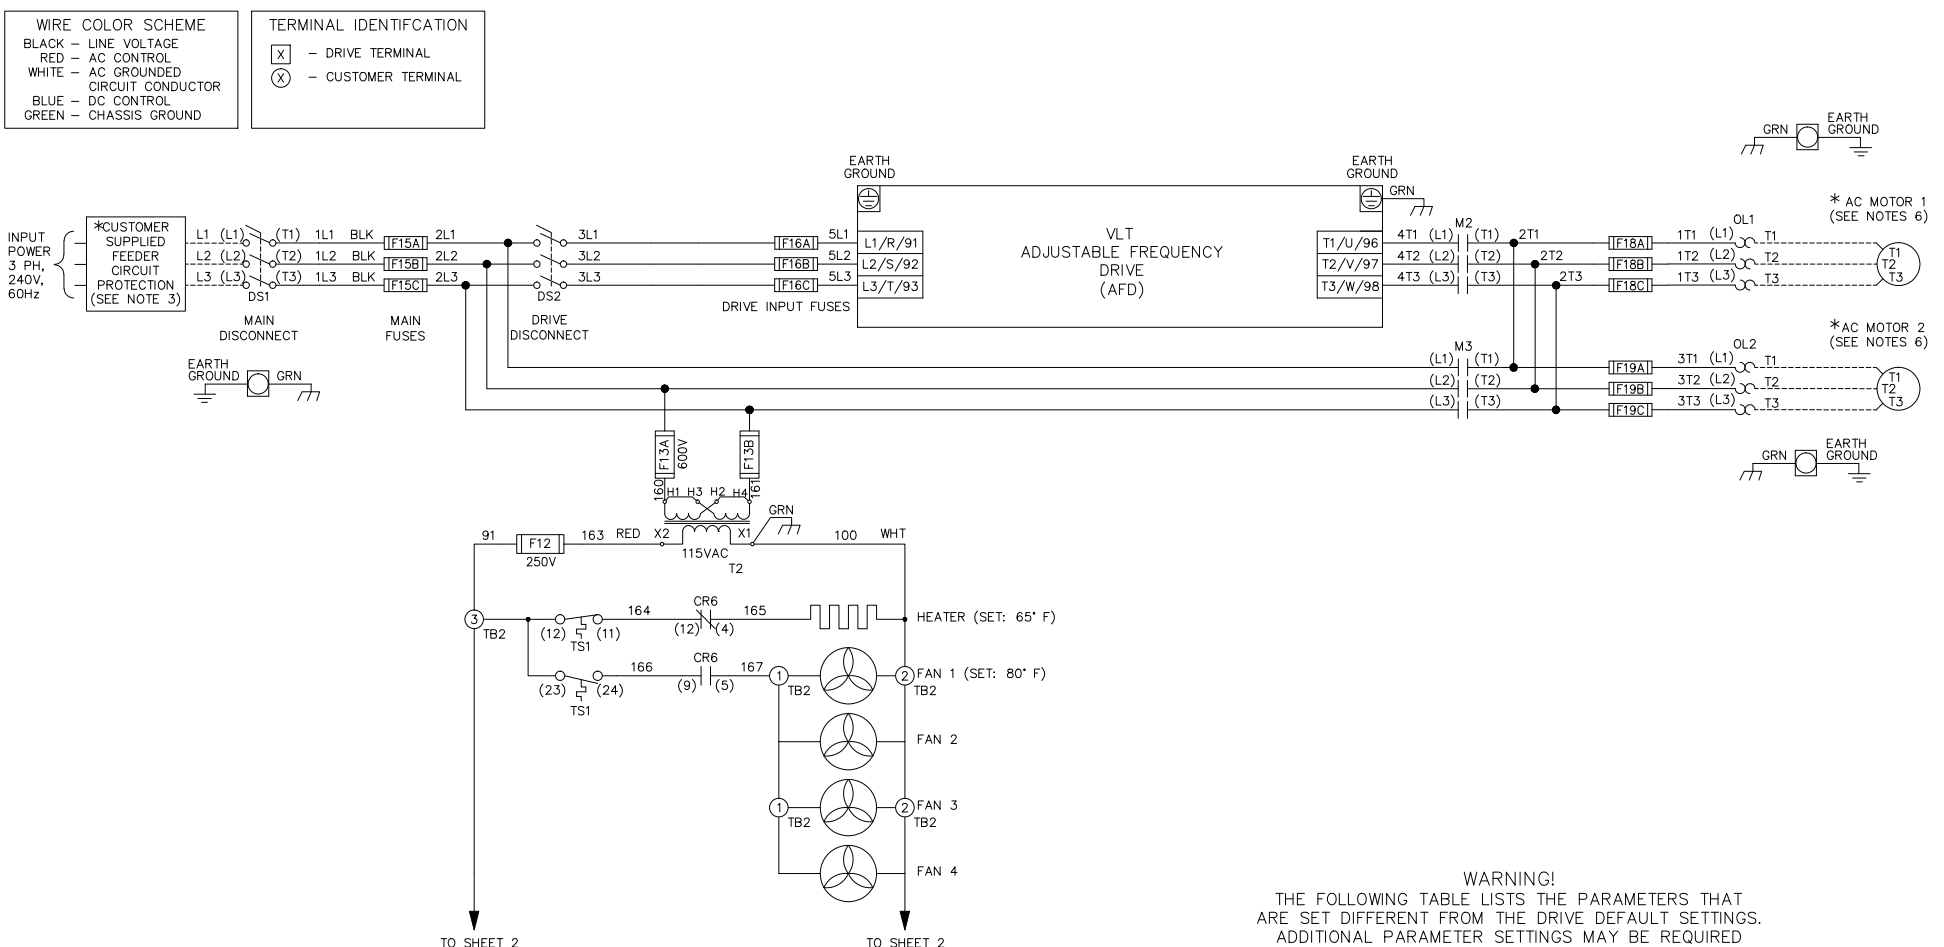 WIRE COLOR SCHEME
BLACK – LINE VOLTAGE
RED – AC CONTROL
WHITE – AC GROUNDED
CIRCUIT CONDUCTOR
BLUE – DC CONTROL
GREEN – CHASSIS GROUND
TERMINAL IDENTIFCATION
X – DRIVE TERMINAL
X – CUSTOMER TERMINAL
GRN
EARTH
GROUND
INPUT
POWER
3 PH,
240V,
60Hz
*CUSTOMER
SUPPLIED
FEEDER
CIRCUIT
PROTECTION
(SEE NOTE 3)
L1 (L1) (T1) 1L1 BLK F15A 2L1
L2 (L2) (T2) 1L2 BLK F15B 2L2
L3 (L3) (T3) 1L3 BLK F15C 2L3
DS1
MAIN
DISCONNECT
MAIN
FUSES
3L1
3L2
3L3
DS2
DRIVE
DISCONNECT
F16A 5L1
F16B 5L2
F16C 5L3
DRIVE INPUT FUSES
EARTH
GROUND
L1/R/91
L2/S/92
L3/T/93
VLT
ADJUSTABLE FREQUENCY
DRIVE
(AFD)
EARTH
GROUND
GRN
T1/U/96
T2/V/97
T3/W/98
M2
4T1 (L1) (T1) 2T1
4T2 (L2) (T2) 2T2
4T3 (L3) (T3) 2T3
OL1
F18A 1T1 (L1) T1
F18B 1T2 (L2) T2
F18C 1T3 (L3) T3
* AC MOTOR 1
(SEE NOTES 6)
T1
T2
T3
EARTH
GROUND
GRN
M3
(L1) (T1)
(L2) (T2)
(L3) (T3)
OL2
F19A 3T1 (L1) T1
F19B 3T2 (L2) T2
F19C 3T3 (L3) T3
*AC MOTOR 2
(SEE NOTES 6)
T1
T2
T3
GRN
EARTH
GROUND
F13A
600V
F13B
160
H1 H3 H2 H4
161
GRN
91 F12 163 RED X2 X1 100 WHT
250V
115VAC
T2
3
TB2
(12) (11)
TS1
164
CR6
(12) (4)
165
HEATER (SET: 65° F)
(23) (24)
TS1
166
CR6
(9) (5)
167
1
TB2
2
TB2
FAN 1 (SET: 80° F)
FAN 2
1
TB2
2
TB2
FAN 3
FAN 4
TO SHEET 2
TO SHEET 2
WARNING!
THE FOLLOWING TABLE LISTS THE PARAMETERS THAT
ARE SET DIFFERENT FROM THE DRIVE DEFAULT SETTINGS.
ADDITIONAL PARAMETER SETTINGS MAY BE REQUIRED